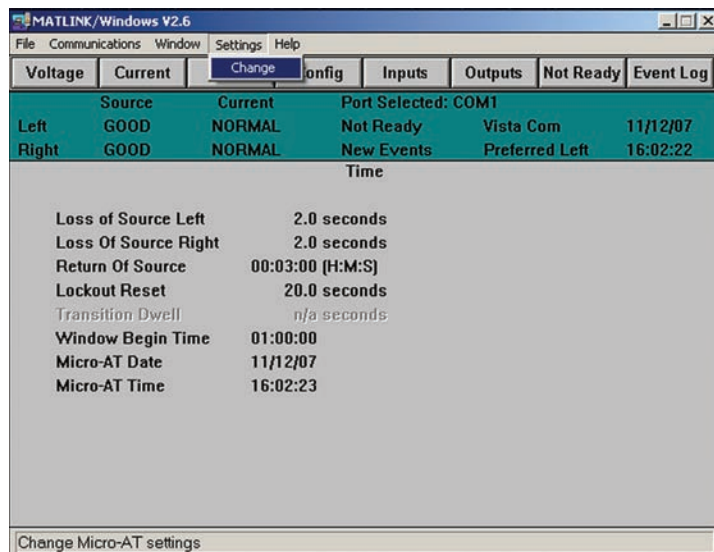 MATLINK/Windows V2.6
File Communications Window Settings Help
Change
Voltage Current onfig Inputs Outputs Not Ready Event Log
Source Current Port Selected: COM1
Left GOOD NORMAL Not Ready Vista Com 11/12/07
Right GOOD NORMAL New Events Preferred Left 16:02:22
Time
Loss of Source Left 2.0 seconds
Loss Of Source Right 2.0 seconds
Return Of Source 00:03:00 (H:M:S)
Lockout Reset 20.0 seconds
Transition Dwell n/a seconds
Window Begin Time 01:00:00
Micro-AT Date 11/12/07
Micro-AT Time 16:02:23
Change Micro-AT settings